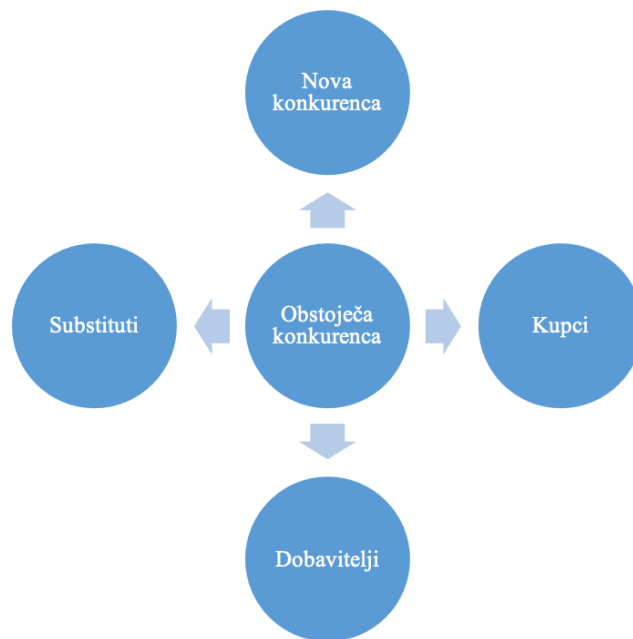 Nova
konkurenca
Substituti
Obstoječa
konkurenca
Kupci
Dobavitelji